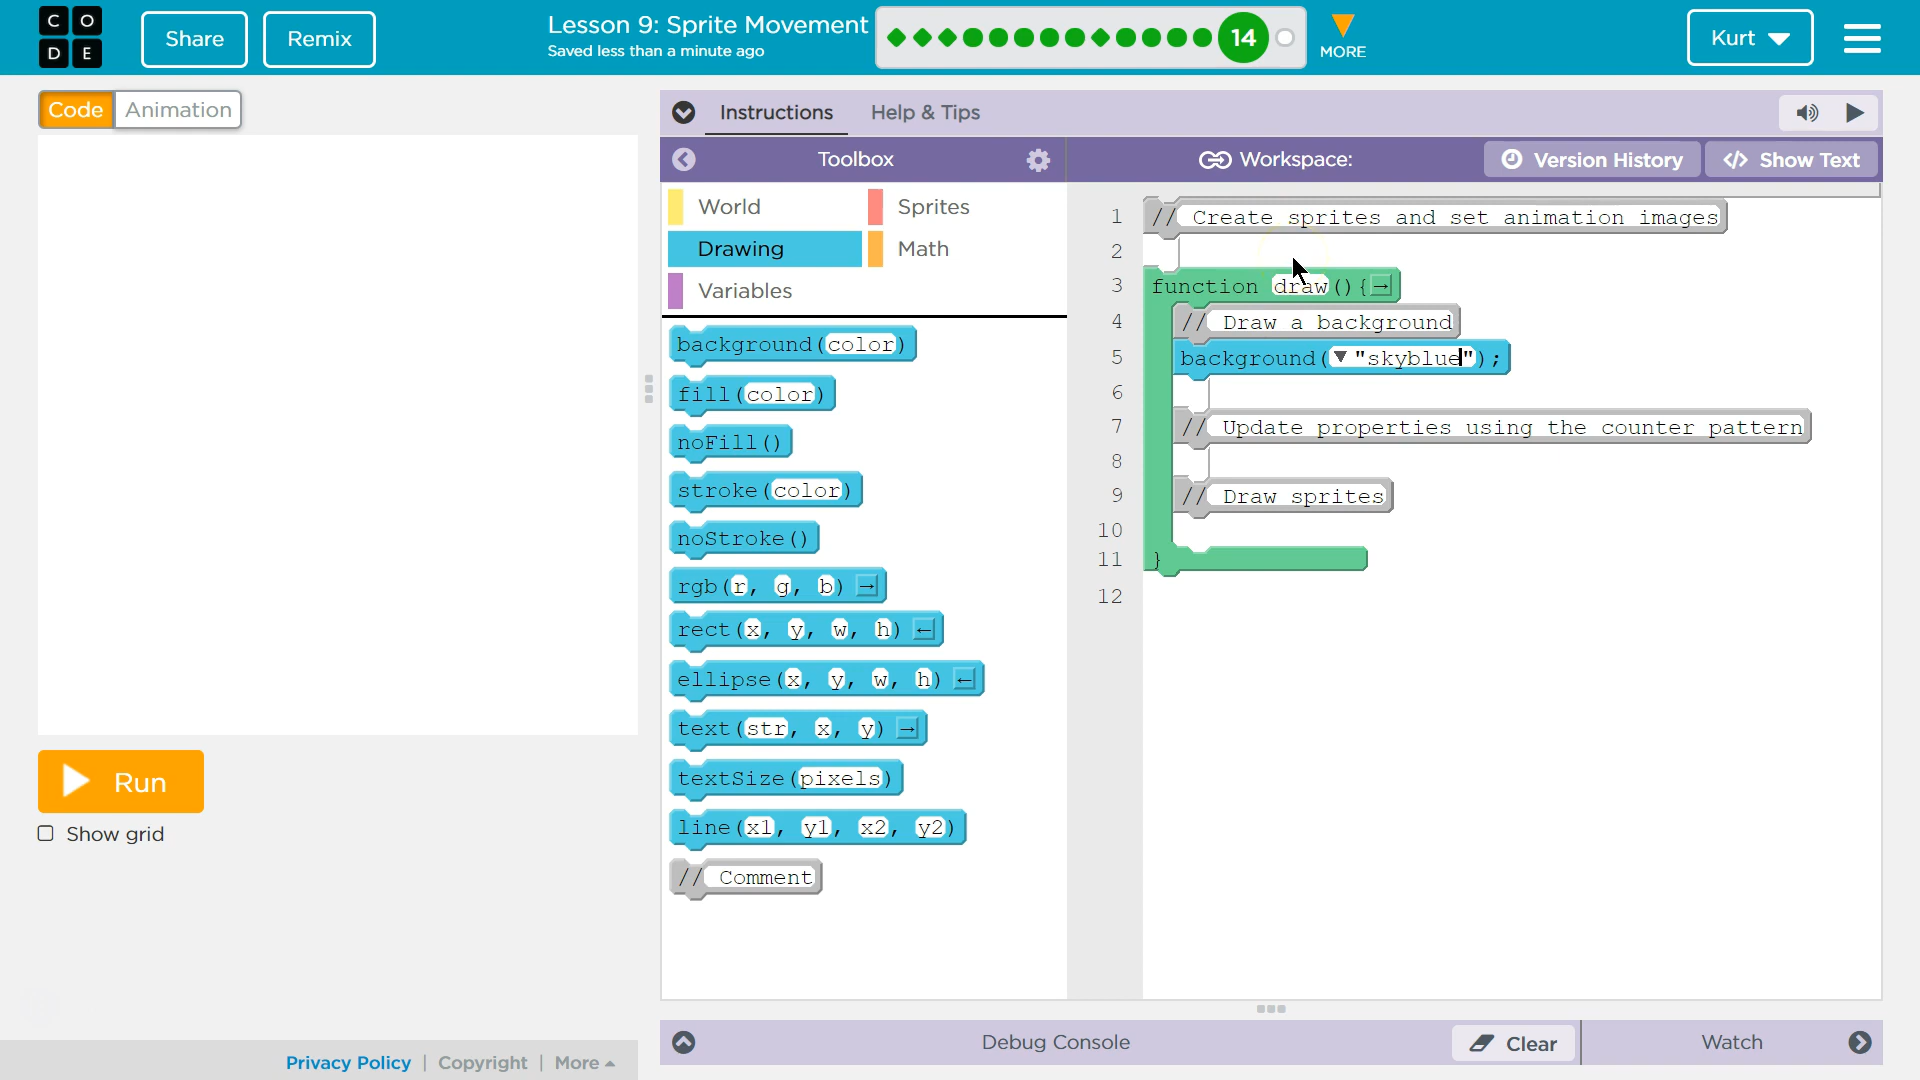 C O
D E
Share
Remix
Lesson 9: Sprite Movement
Saved less than a minute ago
14
MORE
Kurt
Code
Animation
Instructions
Help & Tips
Toolbox
Workspace:
Version History
</> Show Text
World
Sprites
Drawing
Math
Variables
background(color)
fill(color)
noFill()
stroke(color)
noStroke()
rgb(r, g, b) →
rect(x, y, w, h) ←
ellipse(x, y, w, h) ←
text(str, x, y) →
textSize(pixels)
line(x1, y1, x2, y2)
// Comment
1 // Create sprites and set animation images
2
3 function draw(){→
4 // Draw a background
5 background(▼"skyblue");
6
7 // Update properties using the counter pattern
8
9 // Draw sprites
10
11 }
12
Run
Show grid
Debug Console
Clear
Watch
Privacy Policy | Copyright | More